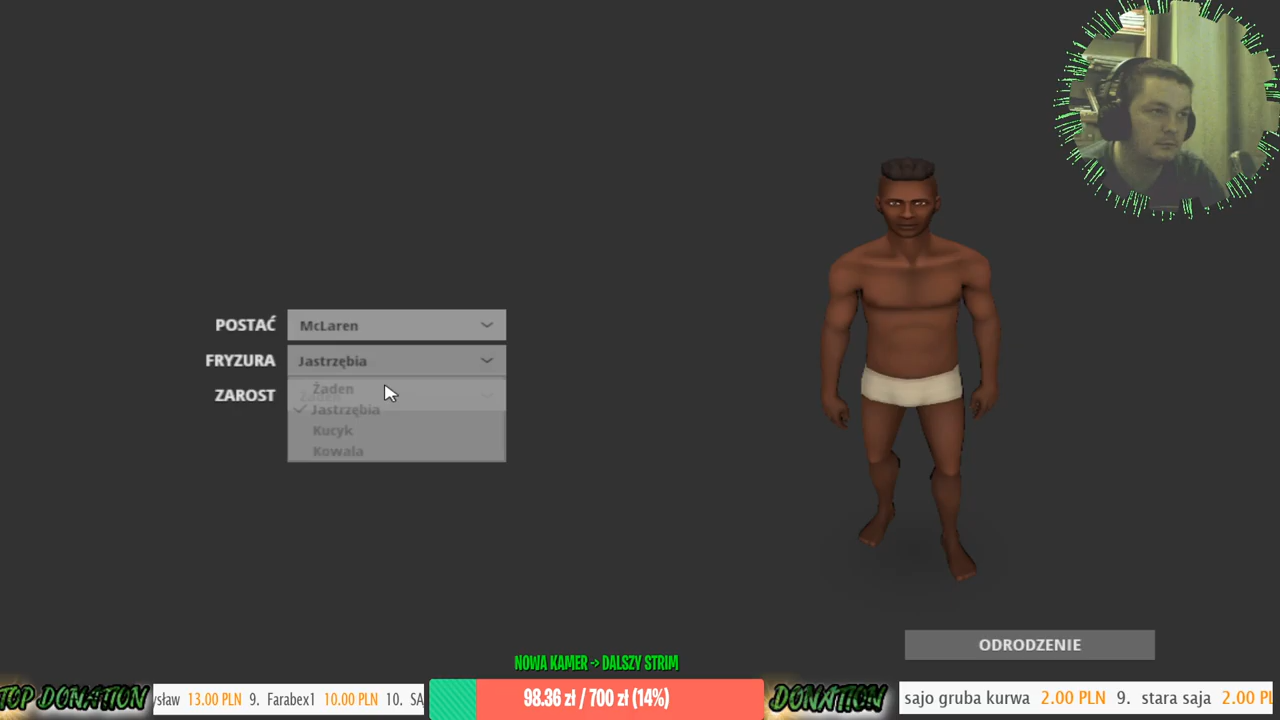 POSTAĆ
McLaren
FRYZURA
Jastrzębia
ZAROST
Żaden
Jastrzębia
Kucyk
Kowala
ODRODZENIE
NOWA KAMER -> DALSZY STRIM
TOP DONATION
ysław 13.00 PLN 9. Farabex1 10.00 PLN 10. SA
98.36 zł / 700 zł (14%)
DONATION
sajo gruba kurwa 2.00 PLN 9. stara saja 2.00 Pl